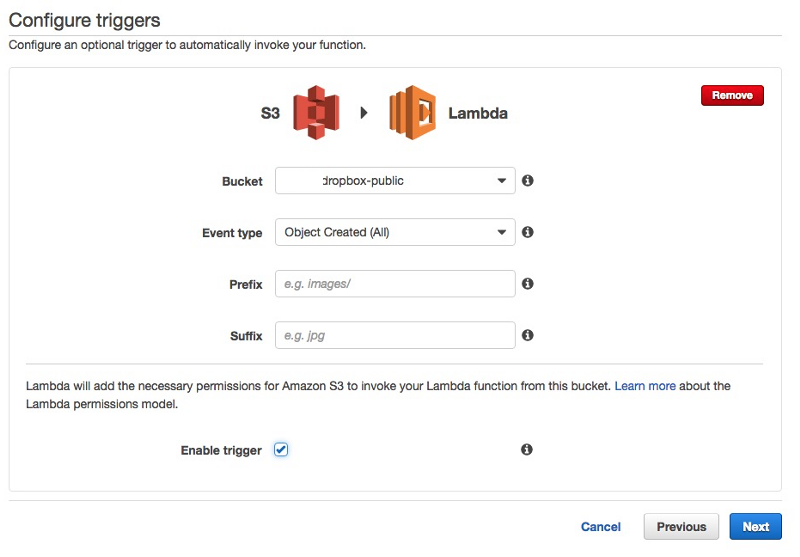 Configure triggers
Configure an optional trigger to automatically invoke your function.
S3 Lambda Remove
Bucket dropbox-public
Event type Object Created (All)
Prefix e.g. images/
Suffix e.g. jpg
Lambda will add the necessary permissions for Amazon S3 to invoke your Lambda function from this bucket. Learn more about the
Lambda permissions model.
Enable trigger
Cancel Previous Next